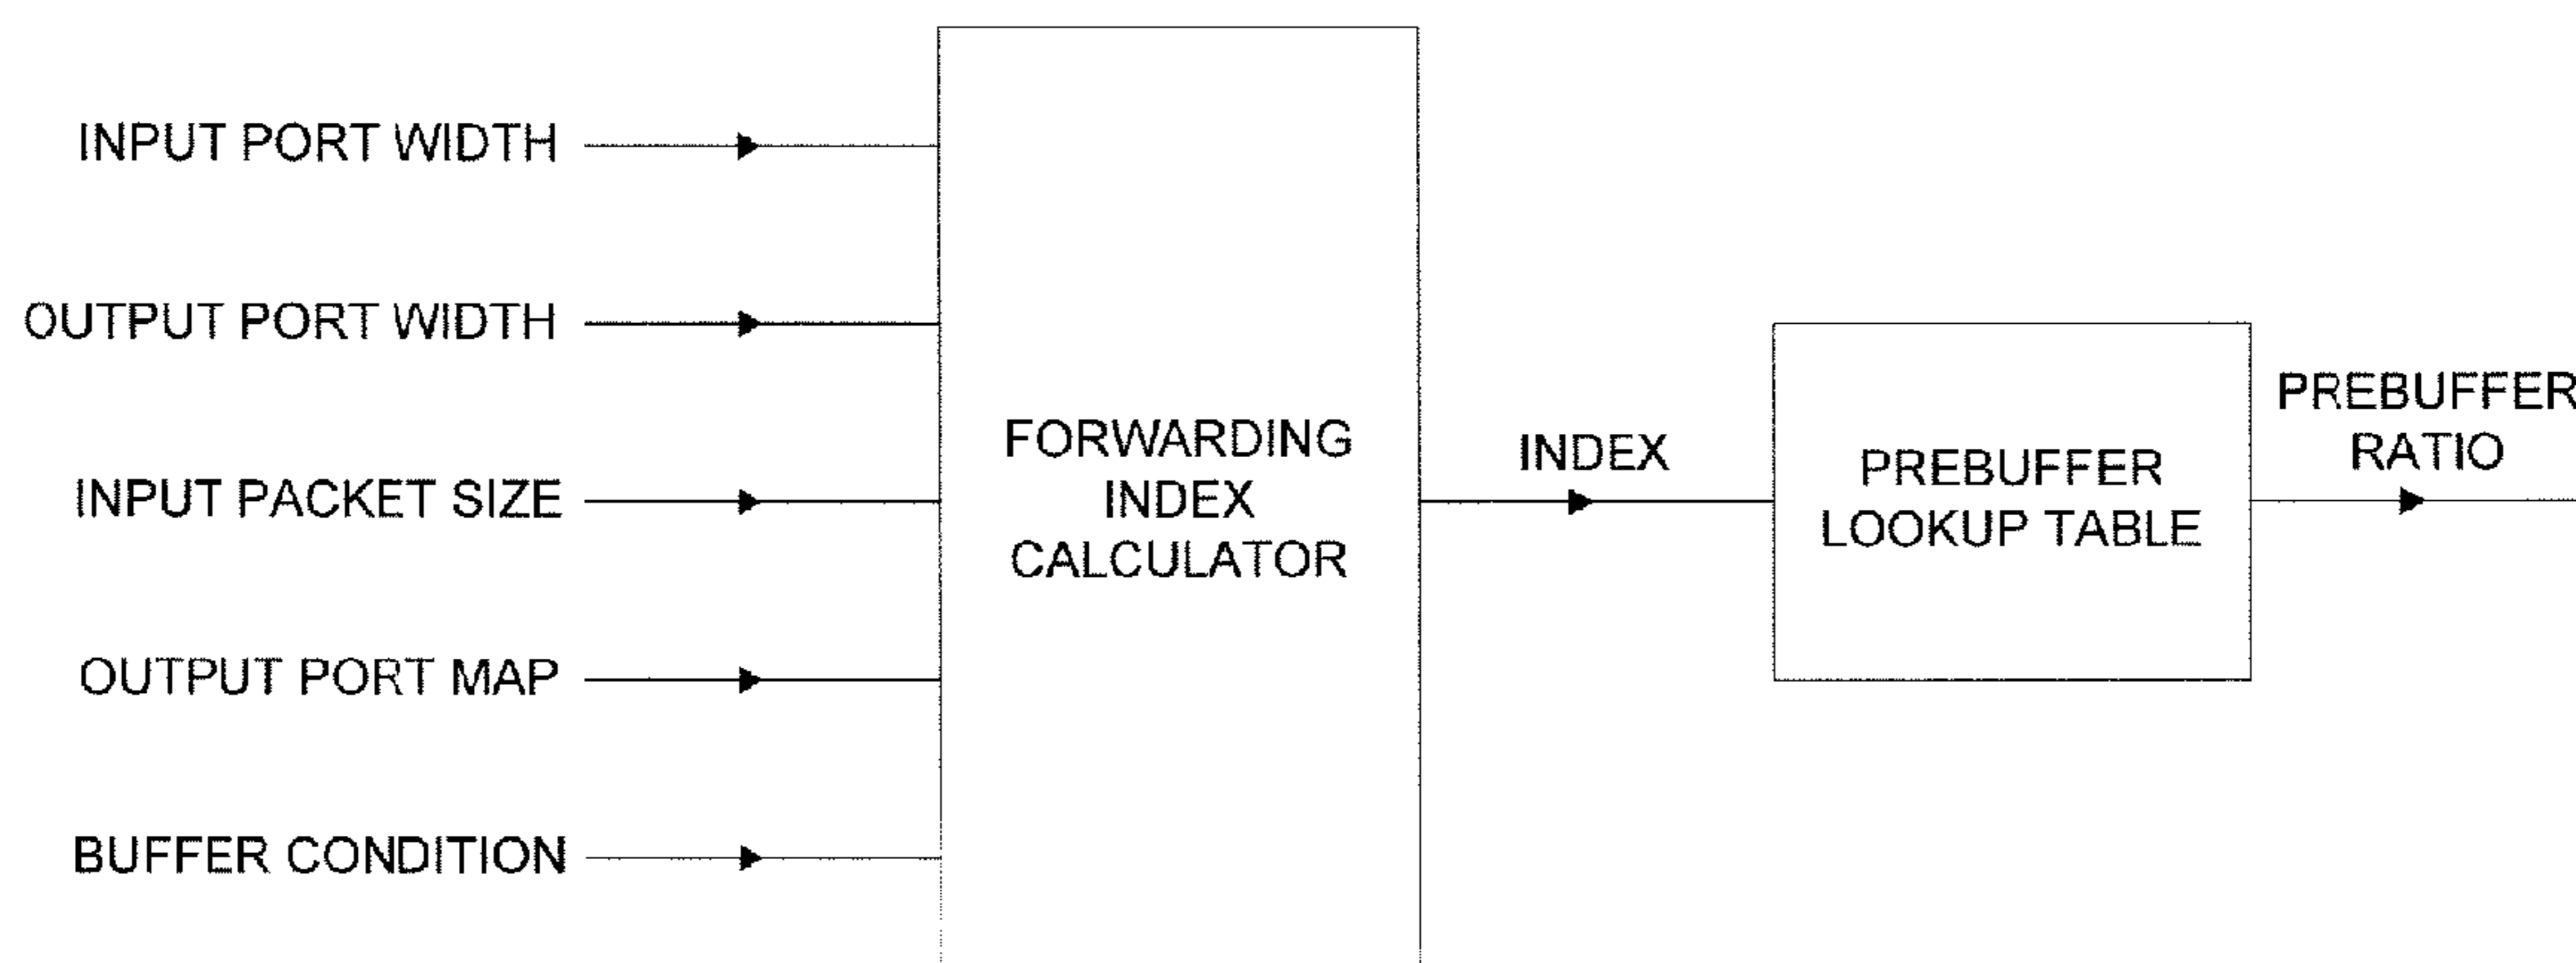 INPUT PORT WIDTH
OUTPUT PORT WIDTH
INPUT PACKET SIZE
OUTPUT PORT MAP
BUFFER CONDITION
FORWARDING
INDEX
CALCULATOR
INDEX
PREBUFFER
LOOKUP TABLE
PREBUFFER
RATIO